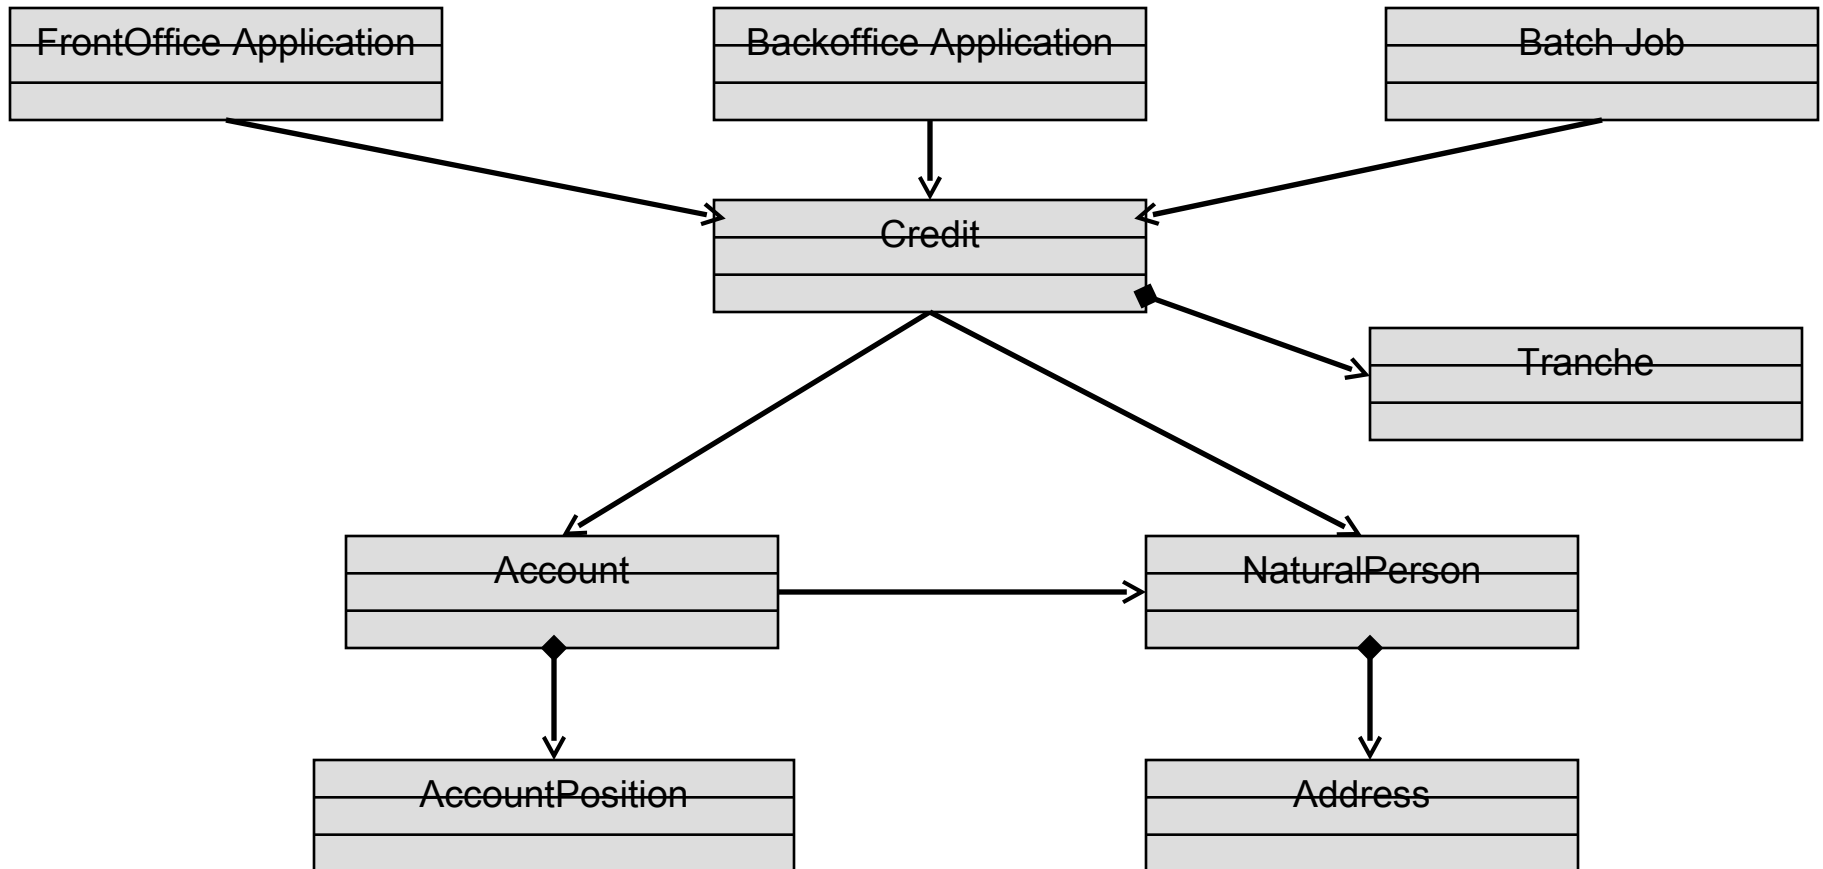 FrontOffice Application
Backoffice Application
Batch Job
Credit
Tranche
Account
NaturalPerson
AccountPosition
Address